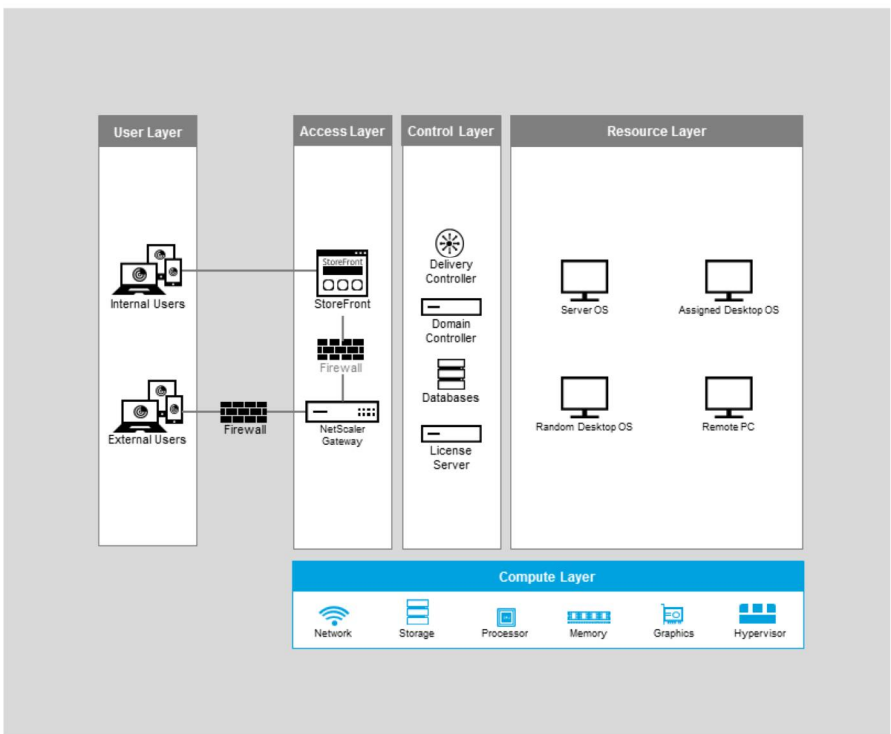 User Layer
Access Layer
Control Layer
Resource Layer
StoreFront
Internal Users
StoreFront
Firewall
External Users
Firewall
NetScaler
Gateway
Delivery
Controller
Domain
Controller
Databases
License
Server
Server OS
Assigned Desktop OS
Random Desktop OS
Remote PC
Compute Layer
Network
Storage
Processor
Memory
Graphics
Hypervisor